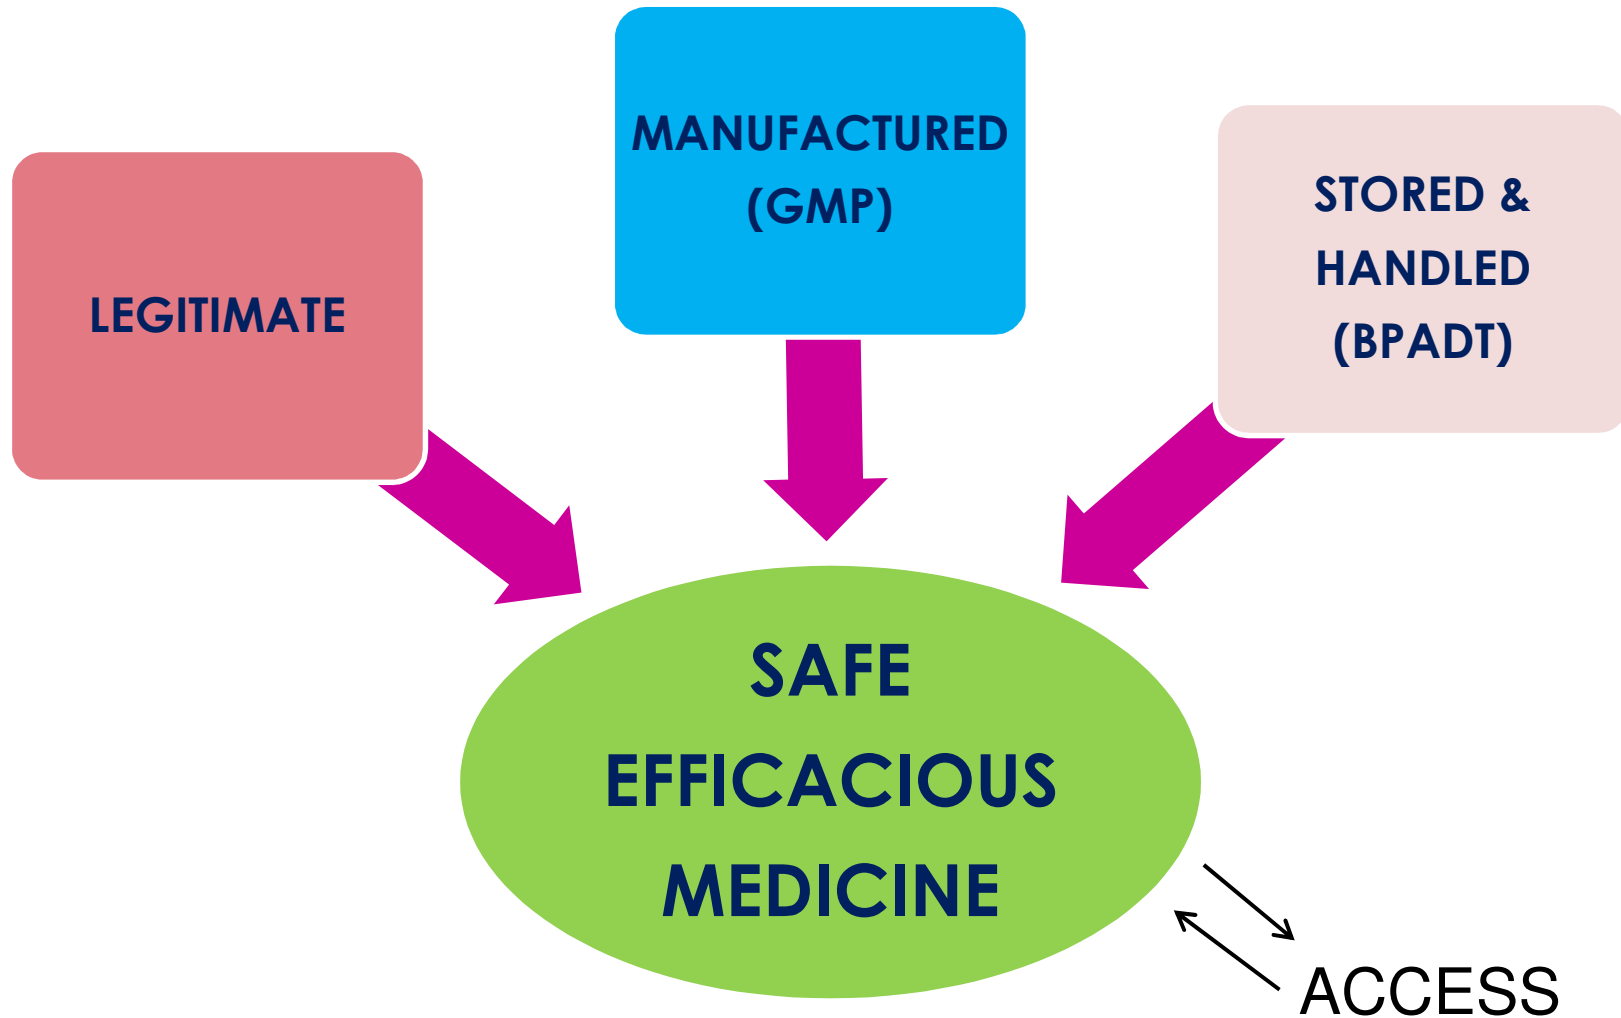 LEGITIMATE
MANUFACTURED
(GMP)
STORED &
HANDLED
(BPADT)
SAFE
EFFICACIOUS
MEDICINE
ACCESS